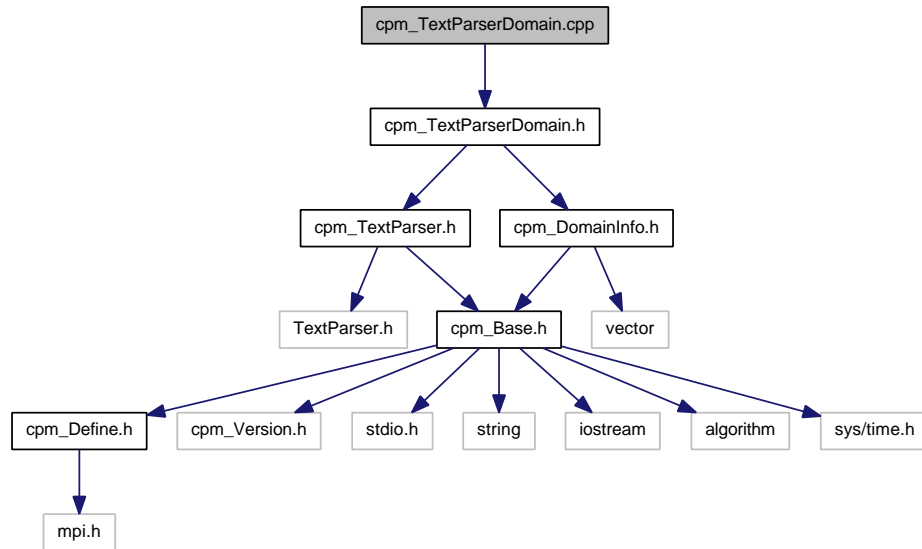 cpm_TextParserDomain.cpp
cpm_TextParserDomain.h
cpm_TextParser.h
cpm_DomainInfo.h
TextParser.h
cpm_Base.h
vector
cpm_Define.h
cpm_Version.h
stdio.h
string
iostream
algorithm
sys/time.h
mpi.h